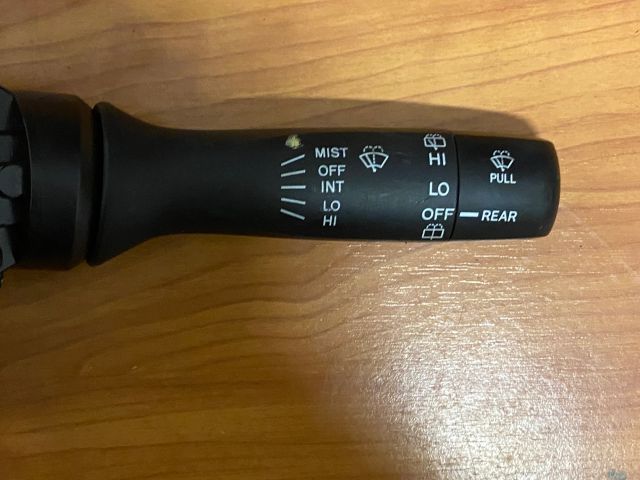 MIST
OFF
INT
LO
HI
HI
LO
OFF
PULL
REAR